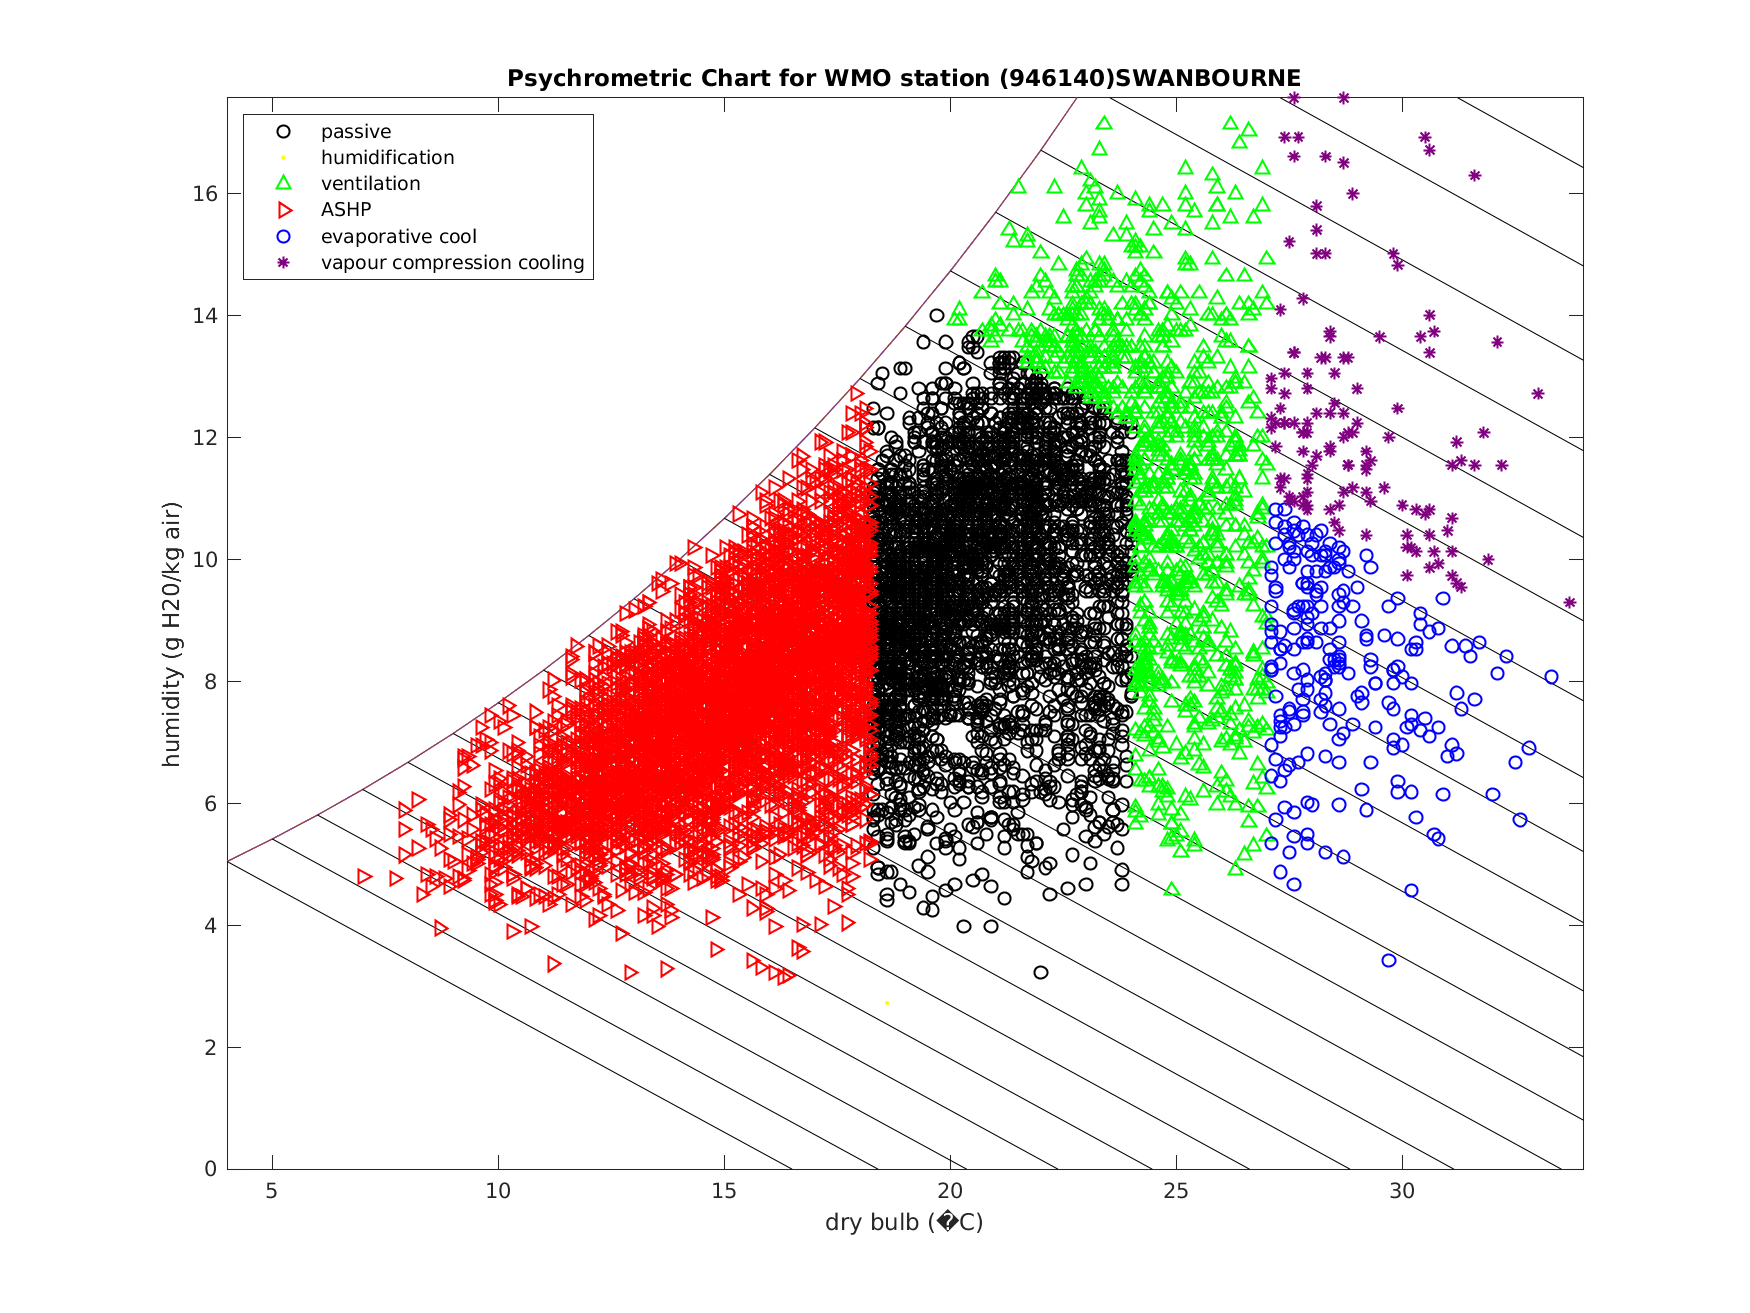 Psychrometric Chart for WMO station (946140)SWANBOURNE
passive
humidification
ventilation
ASHP
evaporative cool
vapour compression cooling
humidity (g H20/kg air)
16
14
12
10
8
6
4
2
0
5 10 15 20 25 30
dry bulb (�C)